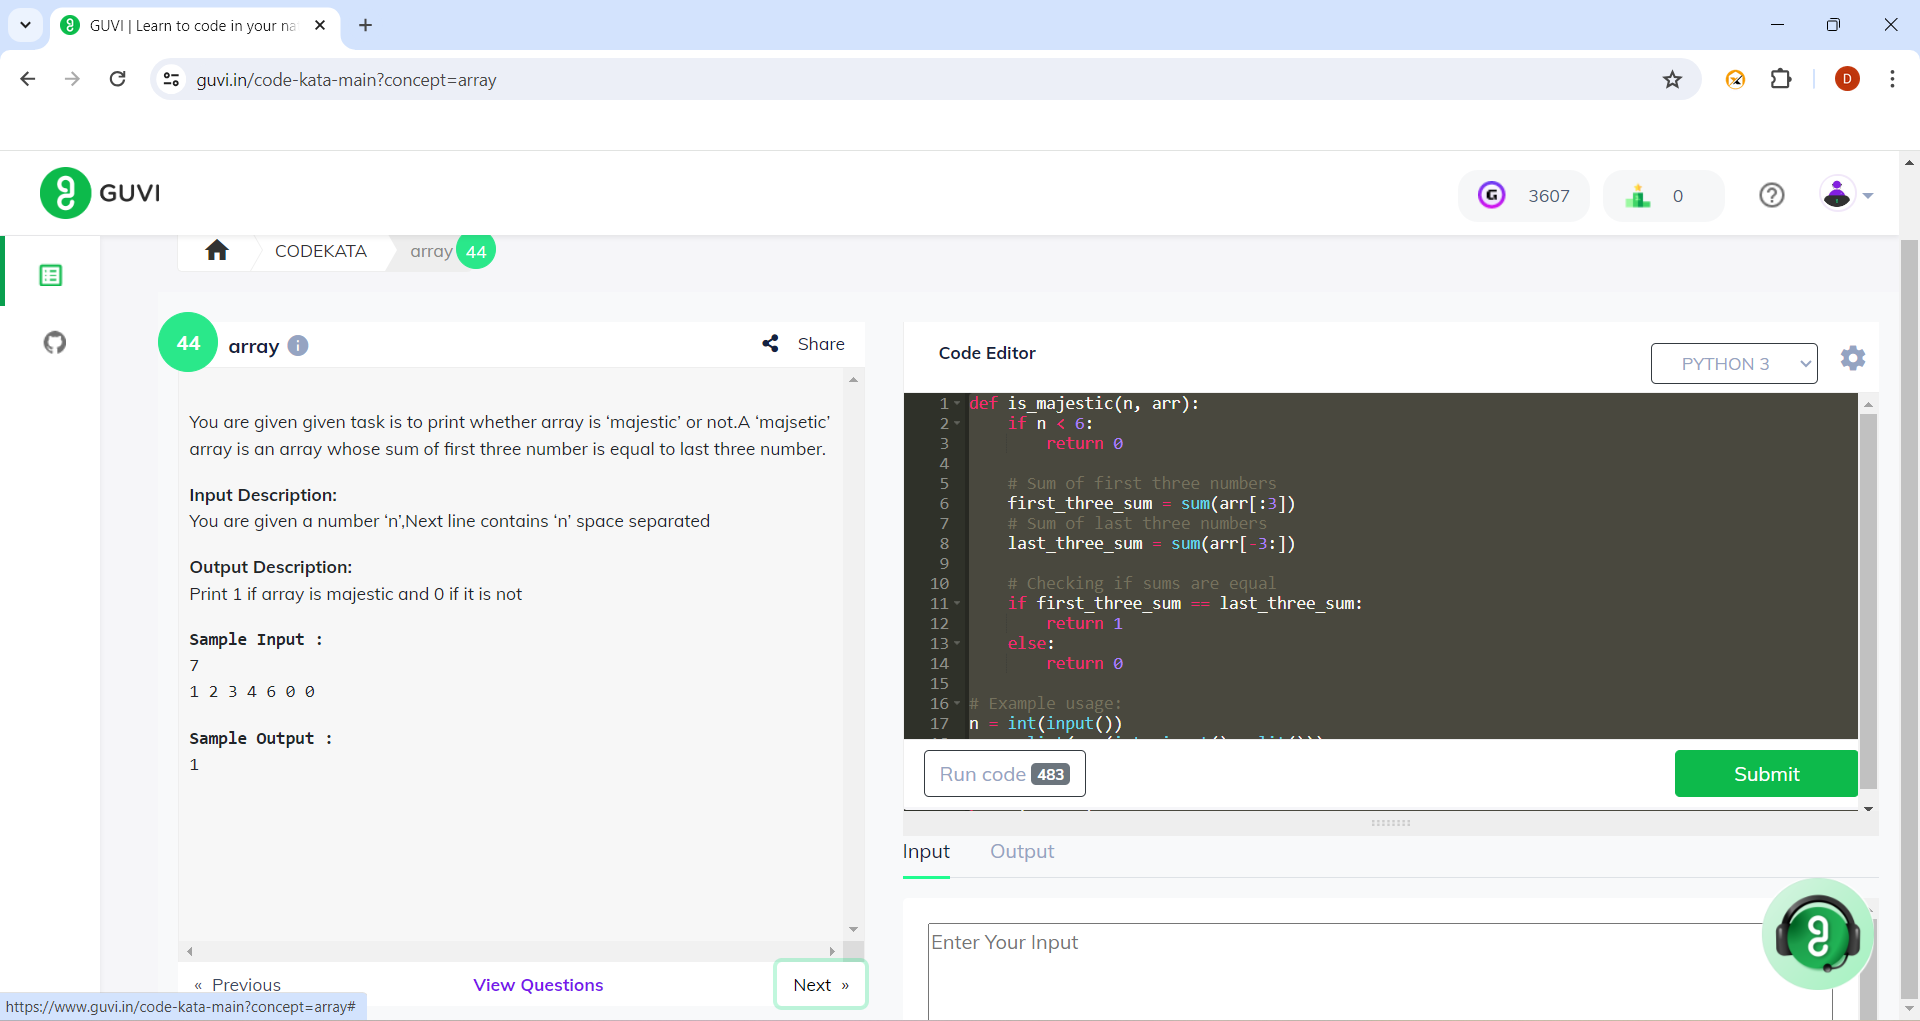 GUVI | Learn to code in your na
guvi.in/code-kata-main?concept=array
D
GUVI
G 3607
0
CODEKATA
array 44
44 array
Share
You are given given task is to print whether array is ‘majestic’ or not.A ‘majsetic’
array is an array whose sum of first three number is equal to last three number.
Input Description:
You are given a number ‘n’,Next line contains ‘n’ space separated
Output Description:
Print 1 if array is majestic and 0 if it is not
Sample Input :
7
1 2 3 4 6 0 0
Sample Output :
1
« Previous
View Questions
Next »
https://www.guvi.in/code-kata-main?concept=array#
Code Editor
PYTHON 3
1 def is_majestic(n, arr):
2 if n < 6:
3 return 0
4
5 # Sum of first three numbers
6 first_three_sum = sum(arr[:3])
7 # Sum of last three numbers
8 last_three_sum = sum(arr[-3:])
9
10 # Checking if sums are equal
11 if first_three_sum == last_three_sum:
12 return 1
13 else:
14 return 0
15
16 # Example usage:
17 n = int(input())
Run code 483
Submit
Input
Output
Enter Your Input